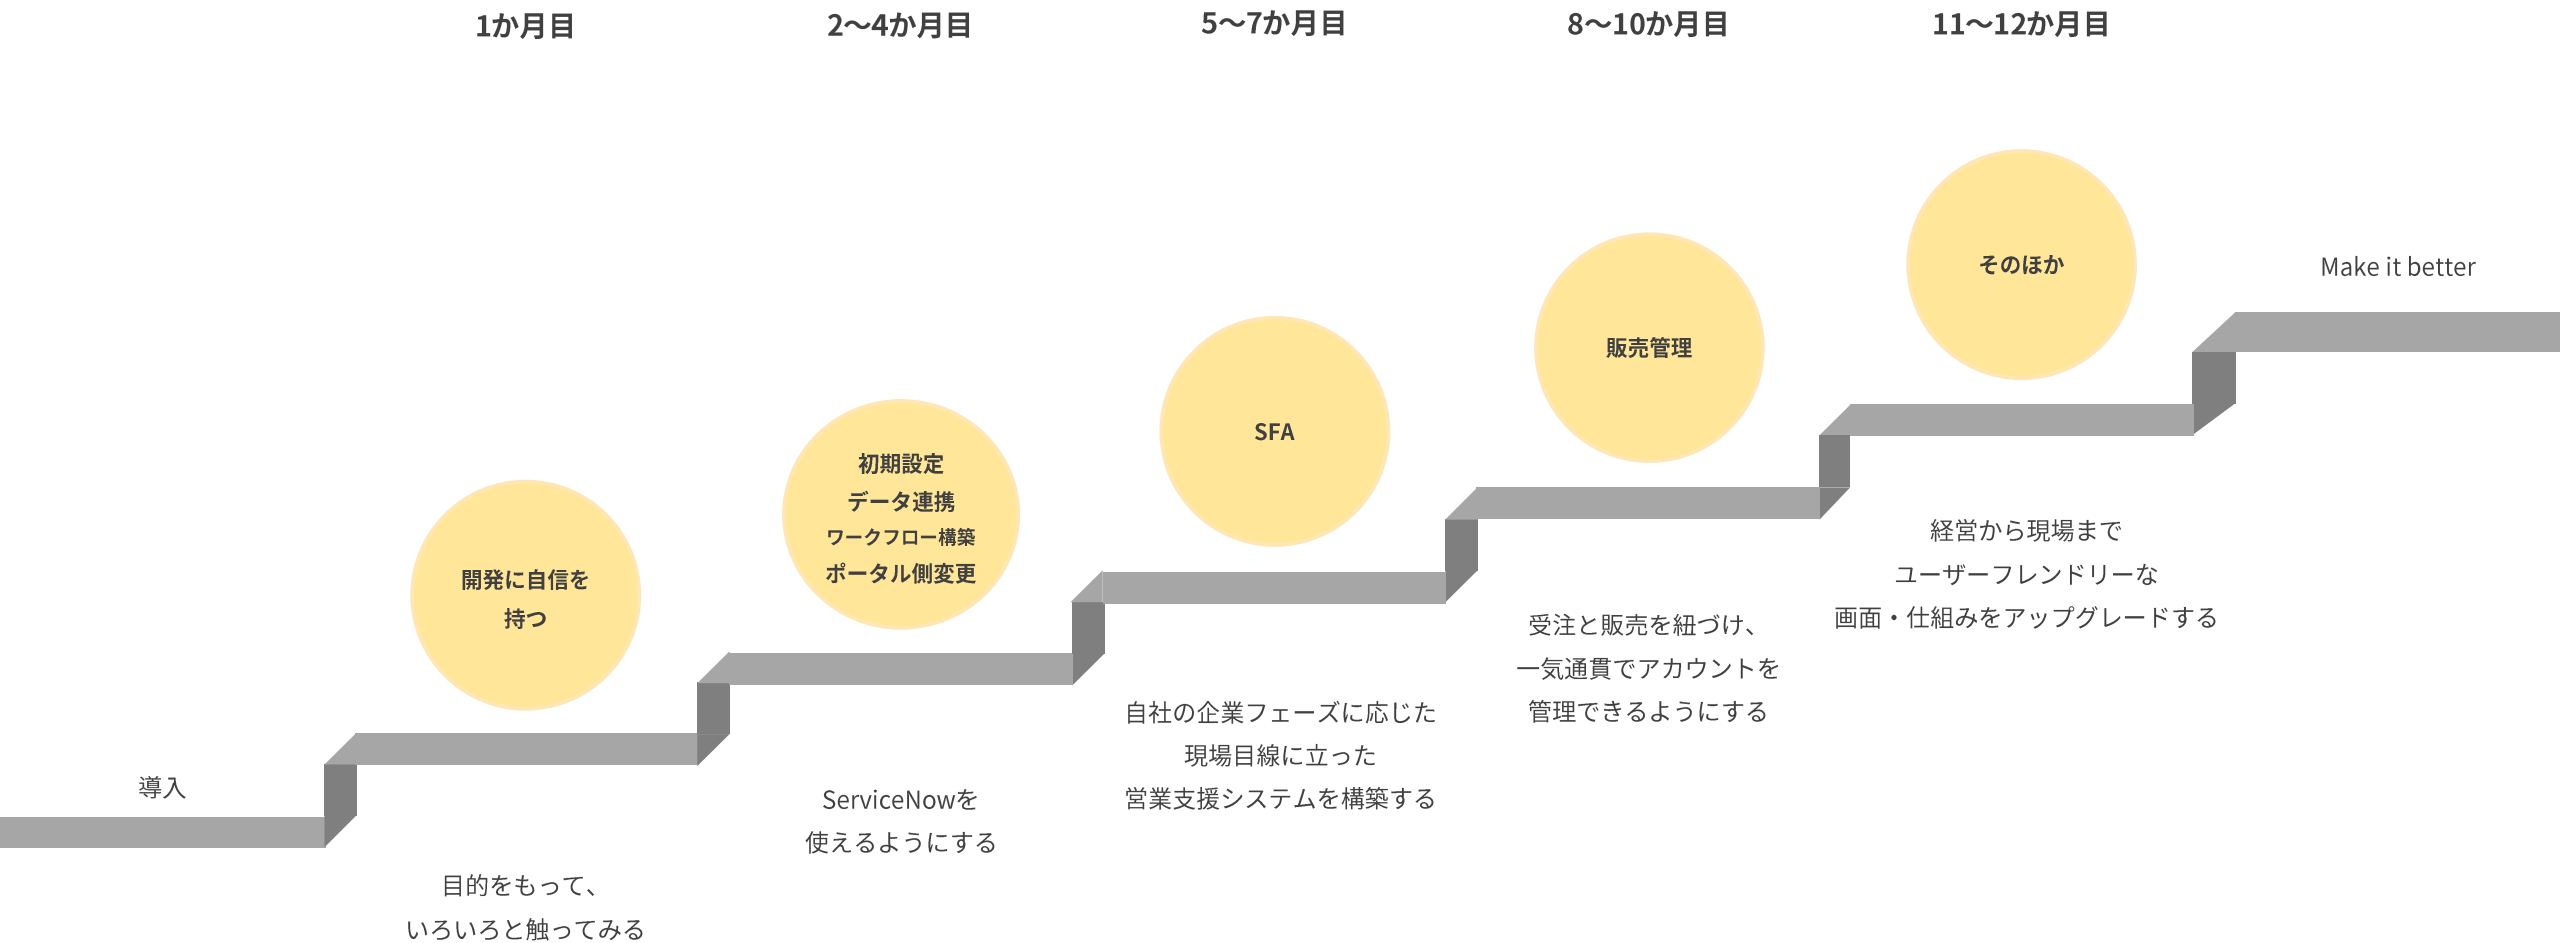 1か月目
2〜4か月目
5〜7か月目
8〜10か月目
11〜12か月目
導入
開発に自信を
持つ
目的をもって、
いろいろと触ってみる
初期設定
データ連携
ワークフロー構築
ポータル側変更
ServiceNowを
使えるようにする
SFA
自社の企業フェーズに応じた
現場目線に立った
営業支援システムを構築する
販売管理
受注と販売を紐づけ、
一気通貫でアカウントを
管理できるようにする
そのほか
経営から現場まで
ユーザーフレンドリーな
画面・仕組みをアップグレードする
Make it better